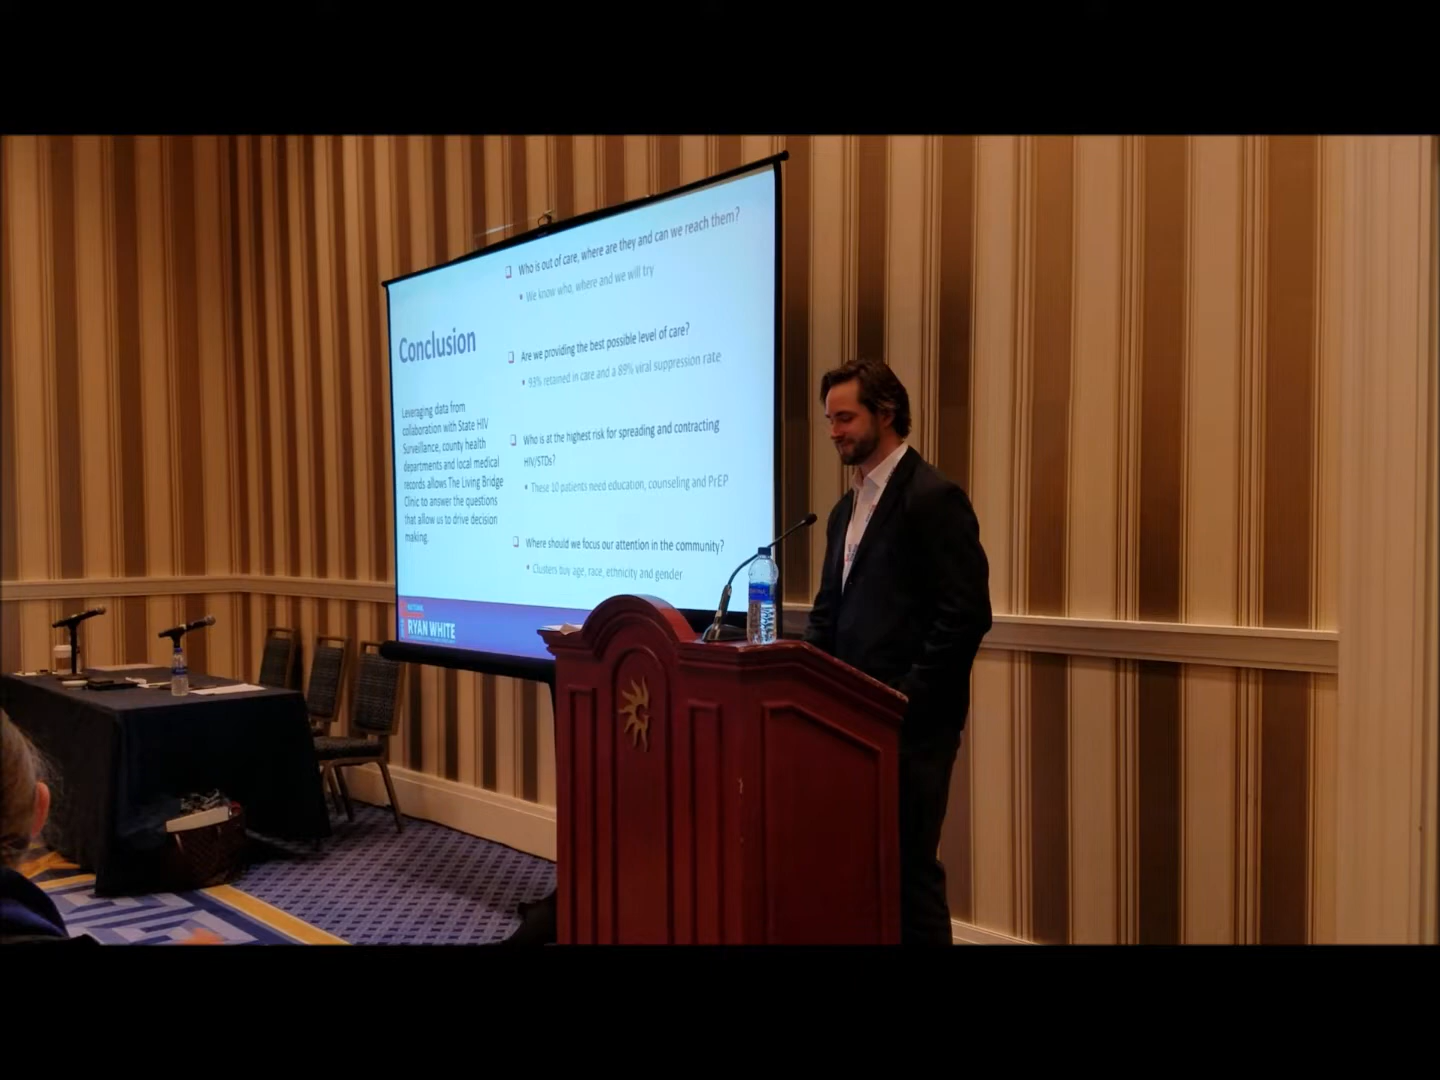 Conclusion
Leveraging data from
collaboration with State HIV
Surveillance, county health
departments and local medical
records allows The Living Bridge
Clinic to answer the questions
that allow us to drive decision
making.
Who is out of care, where are they and can we reach them?
We know who, where and we will try
Are we providing the best possible level of care?
93% retained in care and a 89% viral suppression rate
Who is at the highest risk for spreading and contracting
HIV/STDs?
These 10 patients need education, counseling and PrEP
Where should we focus our attention in the community?
Clusters buy age, race, ethnicity and gender
NATIONAL
RYAN WHITE